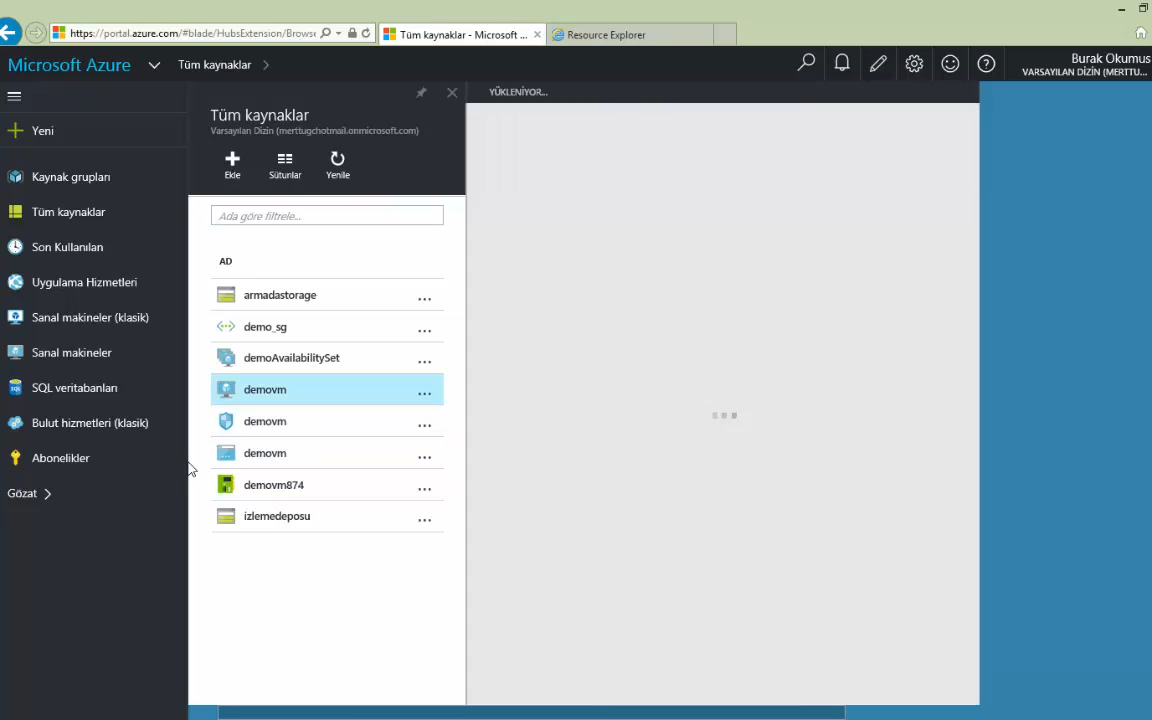 https://portal.azure.com/#blade/HubsExtension/Browse
Tüm kaynaklar - Microsoft ...
Resource Explorer
Microsoft Azure
Tüm kaynaklar
Burak Okumus
VARSAYILAN DİZİN (MERTTU...
Yeni
Kaynak grupları
Tüm kaynaklar
Son Kullanılan
Uygulama Hizmetleri
Sanal makineler (klasik)
Sanal makineler
SQL veritabanları
Bulut hizmetleri (klasik)
Abonelikler
Gözat
Tüm kaynaklar
Varsayılan Dizin (merttugchotmail.onmicrosoft.com)
Ekle
Sütunlar
Yenile
Ada göre filtrele...
AD
armadastorage
demo_sg
demoAvailabilitySet
demovm
demovm
demovm
demovm874
izlemedeposu
YÜKLENİYOR...